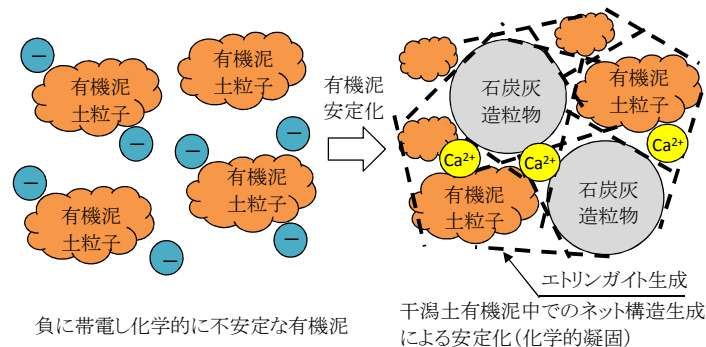 −
有機泥
土粒子
有機泥
土粒子
−
−
−
−
有機泥
土粒子
有機泥
土粒子
−
−
負に帯電し化学的に不安定な有機泥
有機泥
安定化
石炭灰
造粒物
有機泥
土粒子
Ca²⁺
Ca²⁺
Ca²⁺
有機泥
土粒子
石炭灰
造粒物
エトリンガイト生成
干潟土有機泥中でのネット構造生成
による安定化（化学的凝固）